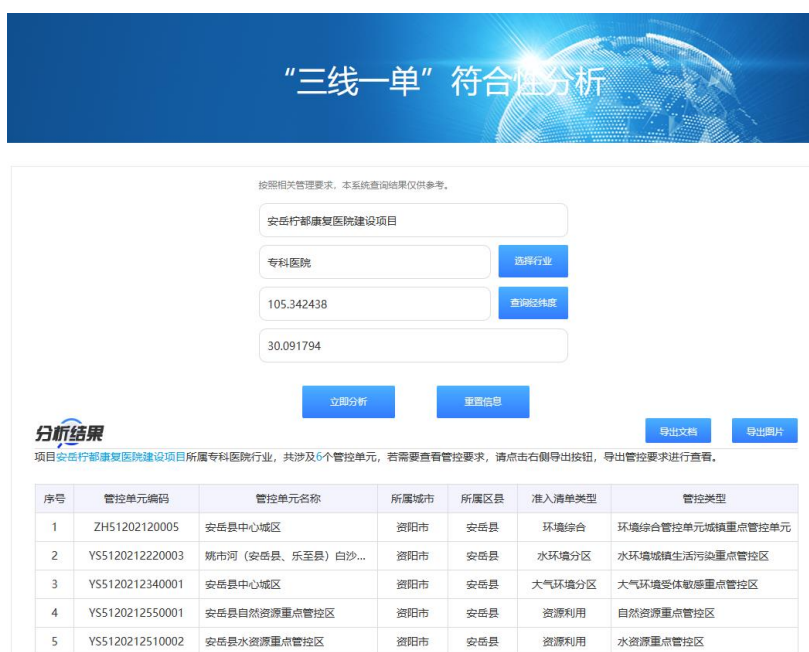 “三线一单”符合性分析
按照相关管理要求，本系统查询结果仅供参考。
安岳柠都康复医院建设项目
专科医院 选择行业
105.342438 查询经纬度
30.091794
立即分析 重置信息
分析结果 导出文档 导出图片
项目安岳柠都康复医院建设项目所属专科医院行业，共涉及6个管控单元，若需要查看管控要求，请点击右侧导出按钮，导出管控要求进行查看。
序号 管控单元编码 管控单元名称 所属城市 所属区县 准入清单类型 管控类型
1 ZH51202120005 安岳县中心城区 资阳市 安岳县 环境综合 环境综合管控单元城镇重点管控单元
2 YS5120212220003 姚市河（安岳县、乐至县）白沙... 资阳市 安岳县 水环境分区 水环境城镇生活污染重点管控区
3 YS5120212340001 安岳县中心城区 资阳市 安岳县 大气环境分区 大气环境受体敏感重点管控区
4 YS5120212550001 安岳县自然资源重点管控区 资阳市 安岳县 资源利用 自然资源重点管控区
5 YS5120212510002 安岳县水资源重点管控区 资阳市 安岳县 资源利用 水资源重点管控区